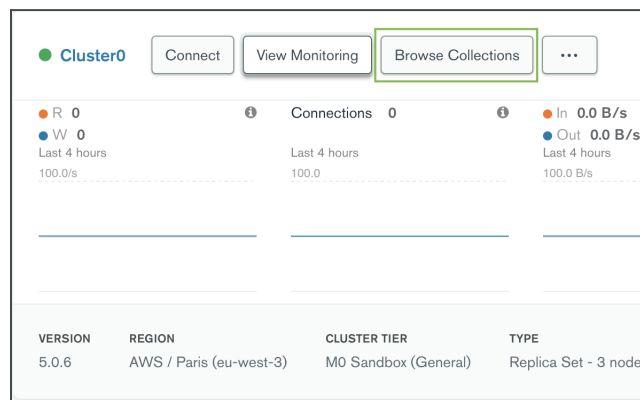 Cluster0 Connect View Monitoring Browse Collections ...
R 0 Connections 0 In 0.0 B/s
W 0 Out 0.0 B/s
Last 4 hours Last 4 hours Last 4 hours
100.0/s 100.0 100.0 B/s
VERSION REGION CLUSTER TIER TYPE
5.0.6 AWS / Paris (eu-west-3) M0 Sandbox (General) Replica Set - 3 node